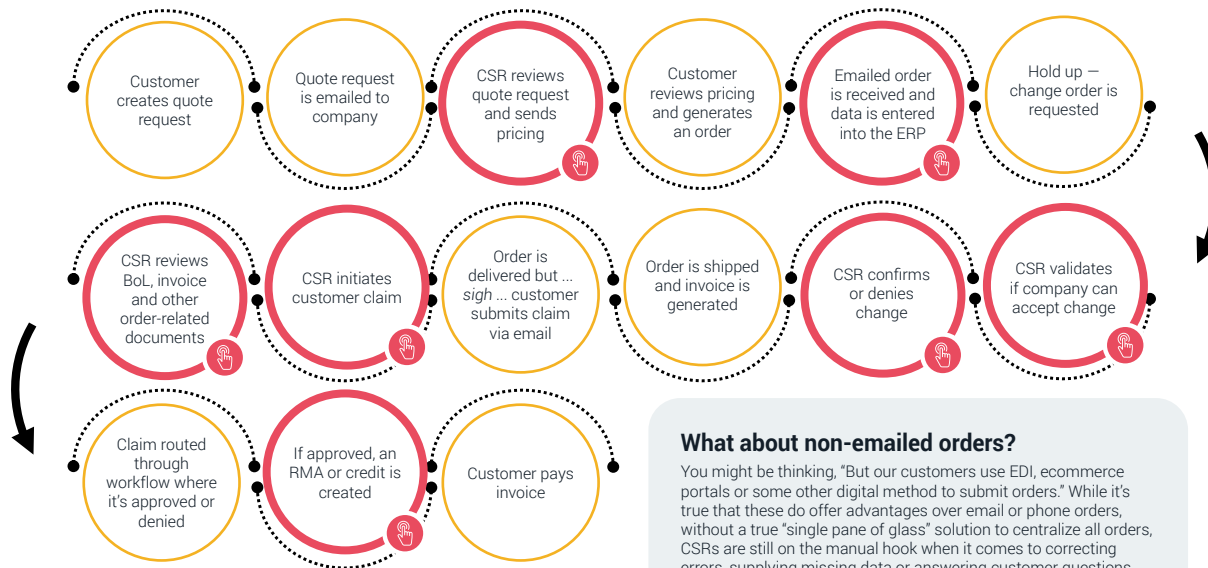 Customer
creates quote
request
Quote request
is emailed to
company
CSR reviews
quote request
and sends
pricing
Customer
reviews pricing
and generates
an order
Emailed order
is received and
data is entered
into the ERP
Hold up —
change order is
requested
CSR validates
if company can
accept change
CSR confirms
or denies
change
Order is shipped
and invoice is
generated
Order is
delivered but ...
sigh ... customer
submits claim
via email
CSR initiates
customer claim
CSR reviews
BoL, invoice
and other
order-related
documents
Claim routed
through
workflow where
it's approved or
denied
If approved, an
RMA or credit is
created
Customer pays
invoice
What about non-emailed orders?
You might be thinking, "But our customers use EDI, ecommerce
portals or some other digital method to submit orders." While it's
true that these do offer advantages over email or phone orders,
without a true "single pane of glass" solution to centralize all orders,
CSRs are still on the manual hook when it comes to correcting
errors, supplying missing data or answering customer questions